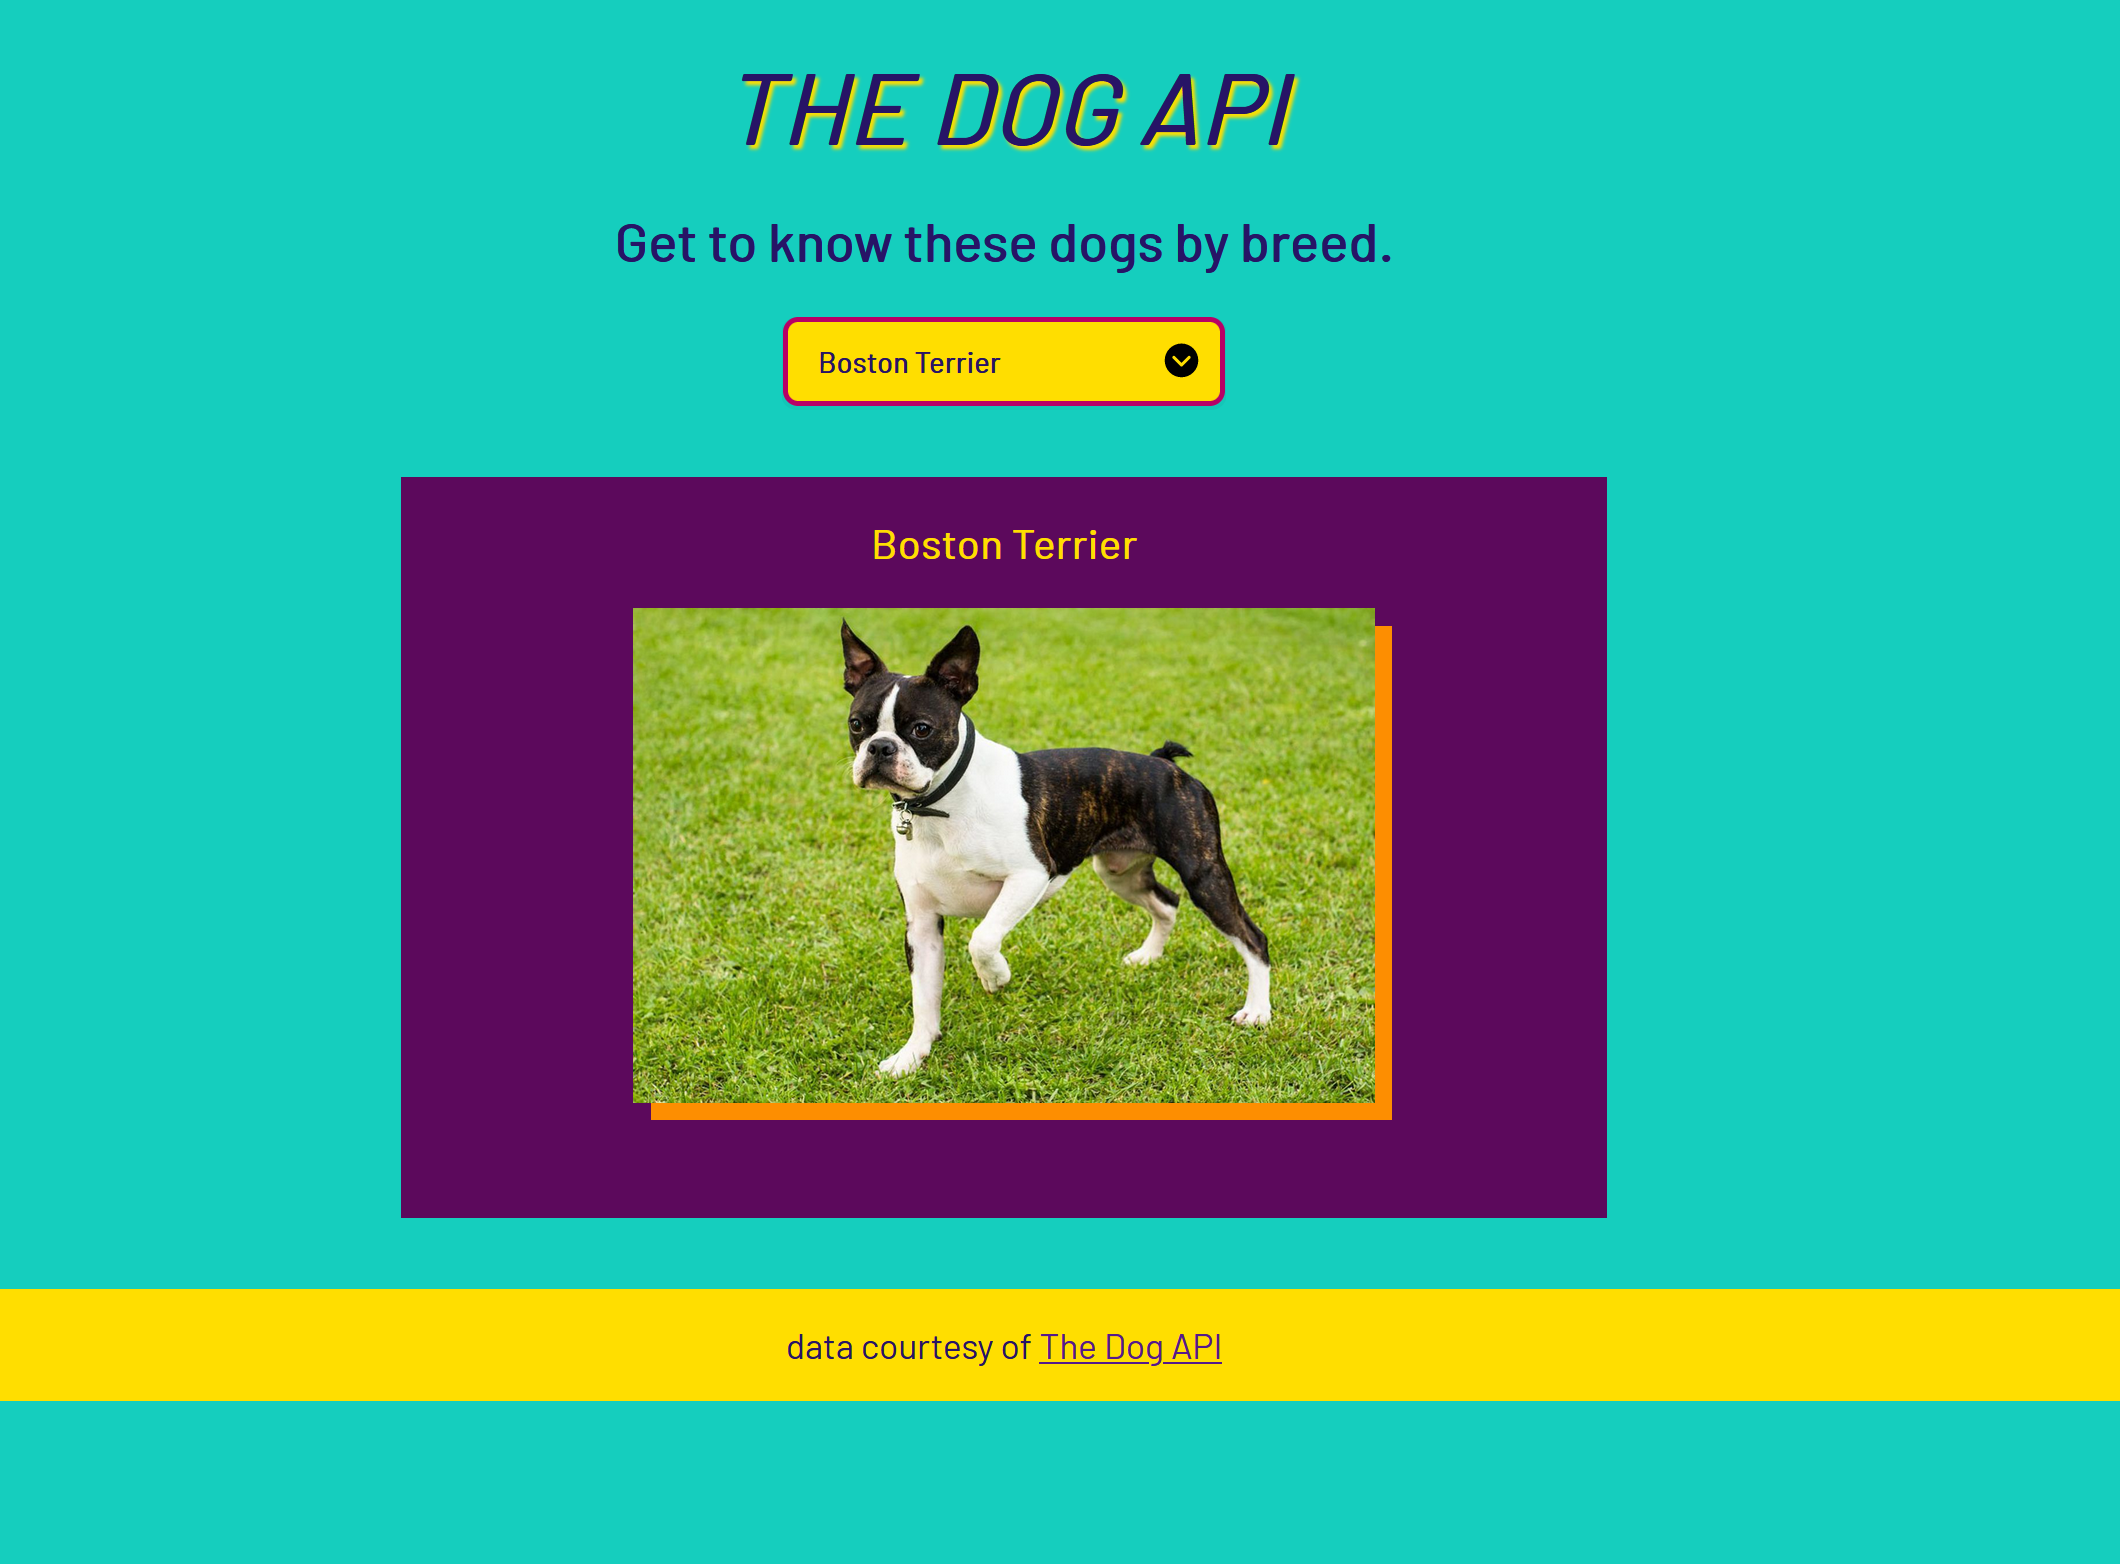 THE DOG API
Get to know these dogs by breed.
Boston Terrier
Boston Terrier
data courtesy of The Dog API